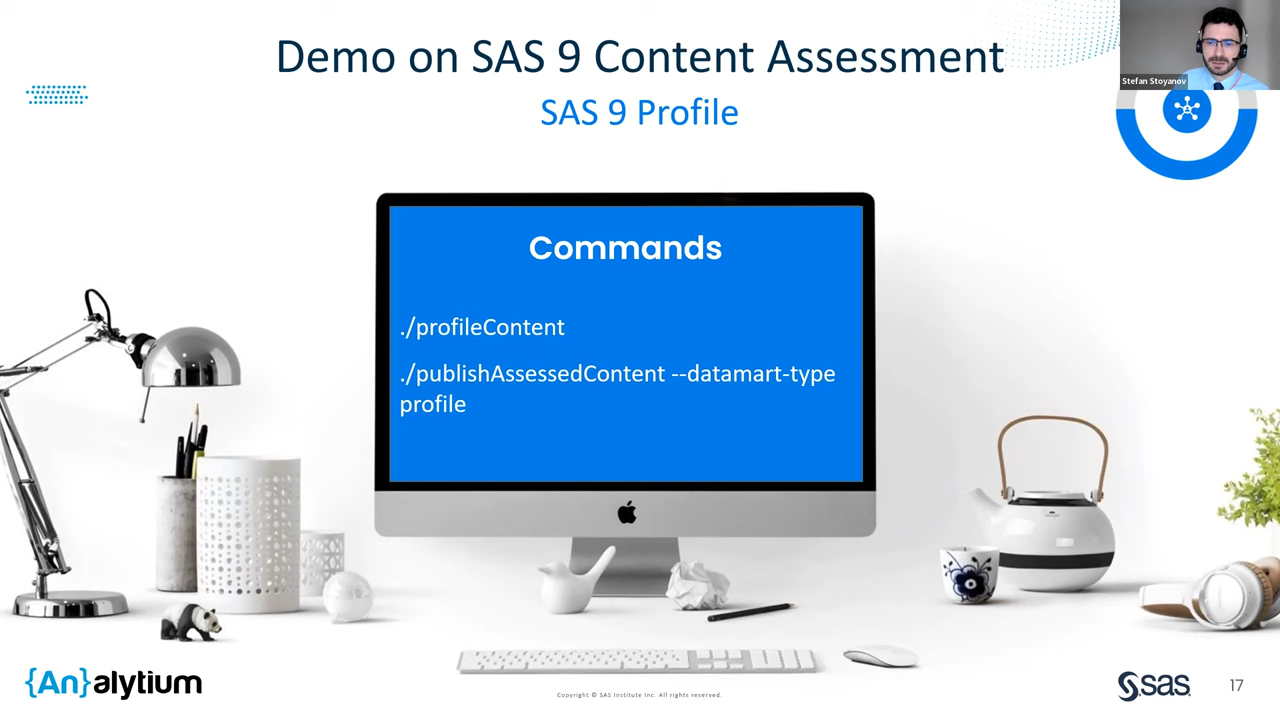 Demo on SAS 9 Content Assessment
SAS 9 Profile
Stefan Stoyanov
Commands
./profileContent
./publishAssessedContent --datamart-type
profile
{An}alytium
Copyright © SAS Institute Inc. All rights reserved.
sas
17